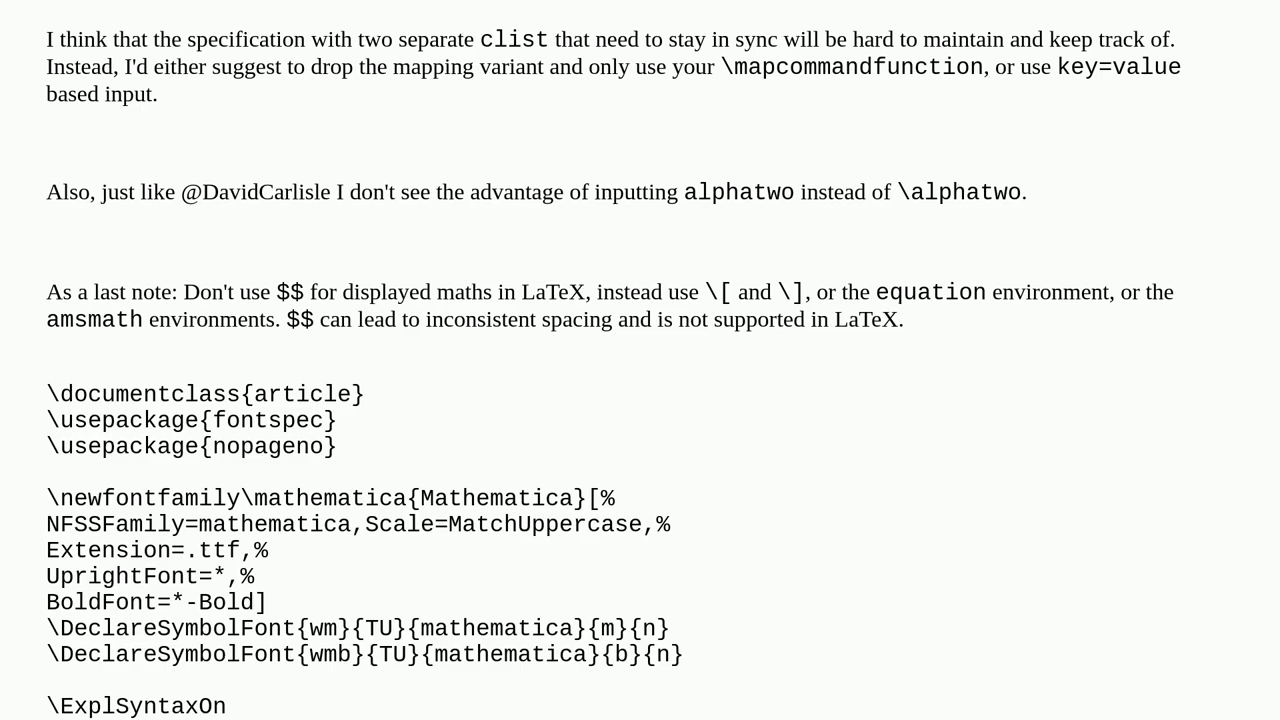 I think that the specification with two separate clist that need to stay in sync will be hard to maintain and keep track of.
Instead, I'd either suggest to drop the mapping variant and only use your \mapcommandfunction, or use key=value
based input.
Also, just like @DavidCarlisle I don't see the advantage of inputting alphatwo instead of \alphatwo.
As a last note: Don't use $$ for displayed maths in LaTeX, instead use \[ and \], or the equation environment, or the
amsmath environments. $$ can lead to inconsistent spacing and is not supported in LaTeX.
\documentclass{article}
\usepackage{fontspec}
\usepackage{nopageno}
\newfontfamily\mathematica{Mathematica}[%
NFSSFamily=mathematica,Scale=MatchUppercase,%
Extension=.ttf,%
UprightFont=*,%
BoldFont=*-Bold]
\DeclareSymbolFont{wm}{TU}{mathematica}{m}{n}
\DeclareSymbolFont{wmb}{TU}{mathematica}{b}{n}
\ExplSyntaxOn